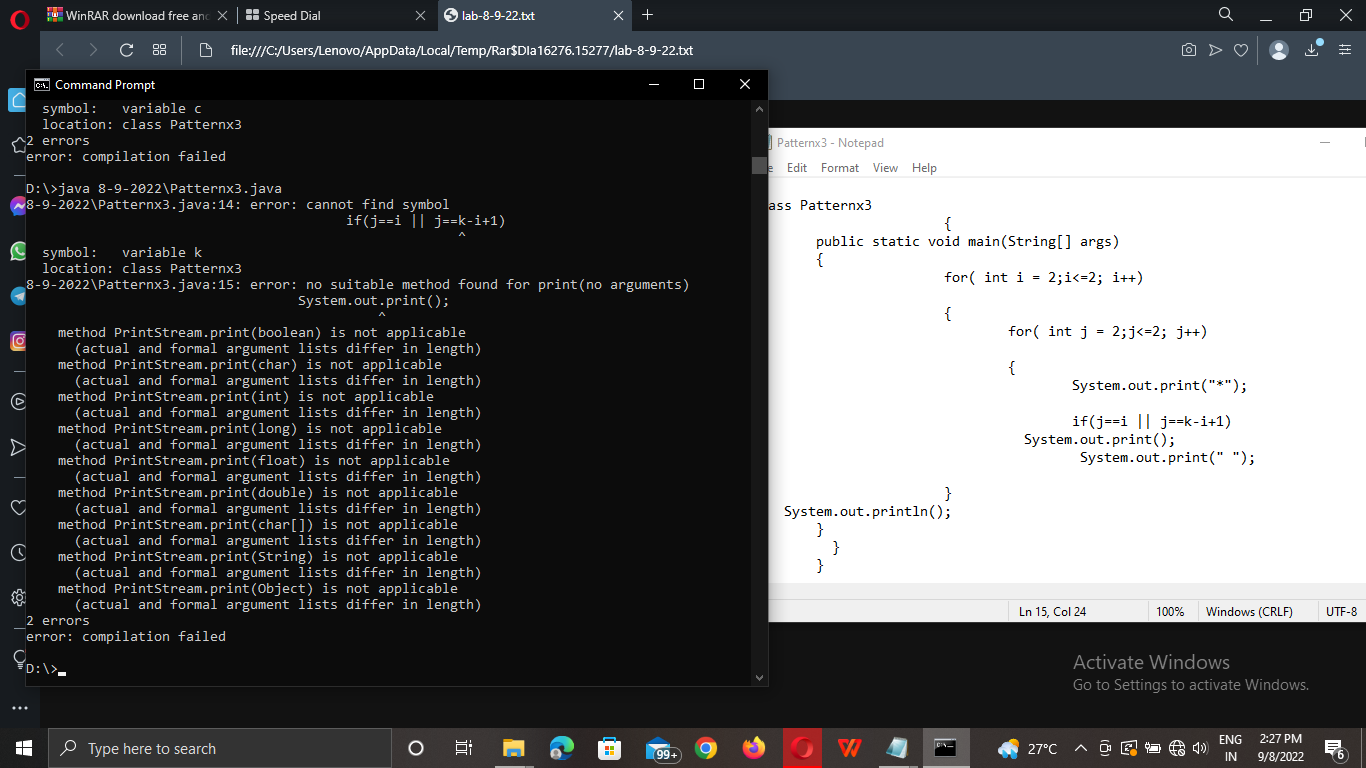 WinRAR download free and
Speed Dial
lab-8-9-22.txt
file:///C:/Users/Lenovo/AppData/Local/Temp/Rar$DIa16276.15277/lab-8-9-22.txt
Command Prompt
symbol:   variable c
location: class Patternx3
2 errors
error: compilation failed
D:\>java 8-9-2022\Patternx3.java
8-9-2022\Patternx3.java:14: error: cannot find symbol
if(j==i || j==k-i+1)
^
symbol:   variable k
location: class Patternx3
8-9-2022\Patternx3.java:15: error: no suitable method found for print(no arguments)
System.out.print();
^
method PrintStream.print(boolean) is not applicable
(actual and formal argument lists differ in length)
method PrintStream.print(char) is not applicable
(actual and formal argument lists differ in length)
method PrintStream.print(int) is not applicable
(actual and formal argument lists differ in length)
method PrintStream.print(long) is not applicable
(actual and formal argument lists differ in length)
method PrintStream.print(float) is not applicable
(actual and formal argument lists differ in length)
method PrintStream.print(double) is not applicable
(actual and formal argument lists differ in length)
method PrintStream.print(char[]) is not applicable
(actual and formal argument lists differ in length)
method PrintStream.print(String) is not applicable
(actual and formal argument lists differ in length)
method PrintStream.print(Object) is not applicable
(actual and formal argument lists differ in length)
2 errors
error: compilation failed
D:\>
Patternx3 - Notepad
e Edit Format View Help
ass Patternx3
{
public static void main(String[] args)
{
for( int i = 2;i<=2; i++)
{
for( int j = 2;j<=2; j++)
{
System.out.print("*");
if(j==i || j==k-i+1)
System.out.print();
System.out.print(" ");
}
System.out.println();
}
}
}
Ln 15, Col 24
100%
Windows (CRLF)
UTF-8
Activate Windows
Go to Settings to activate Windows.
Type here to search
99+
27°C
ENG
IN
2:27 PM
9/8/2022
6